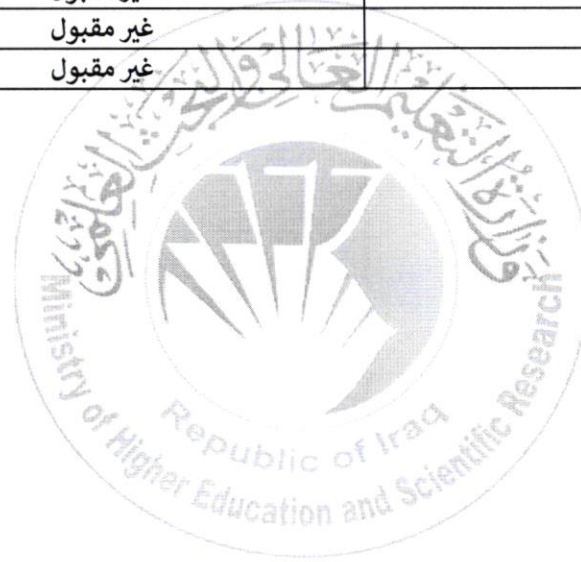 غير مقبول
غير مقبول
وزارة التعليم العالي والبحث العلمي
Republic of Iraq
Ministry of Higher Education and Scientific Research